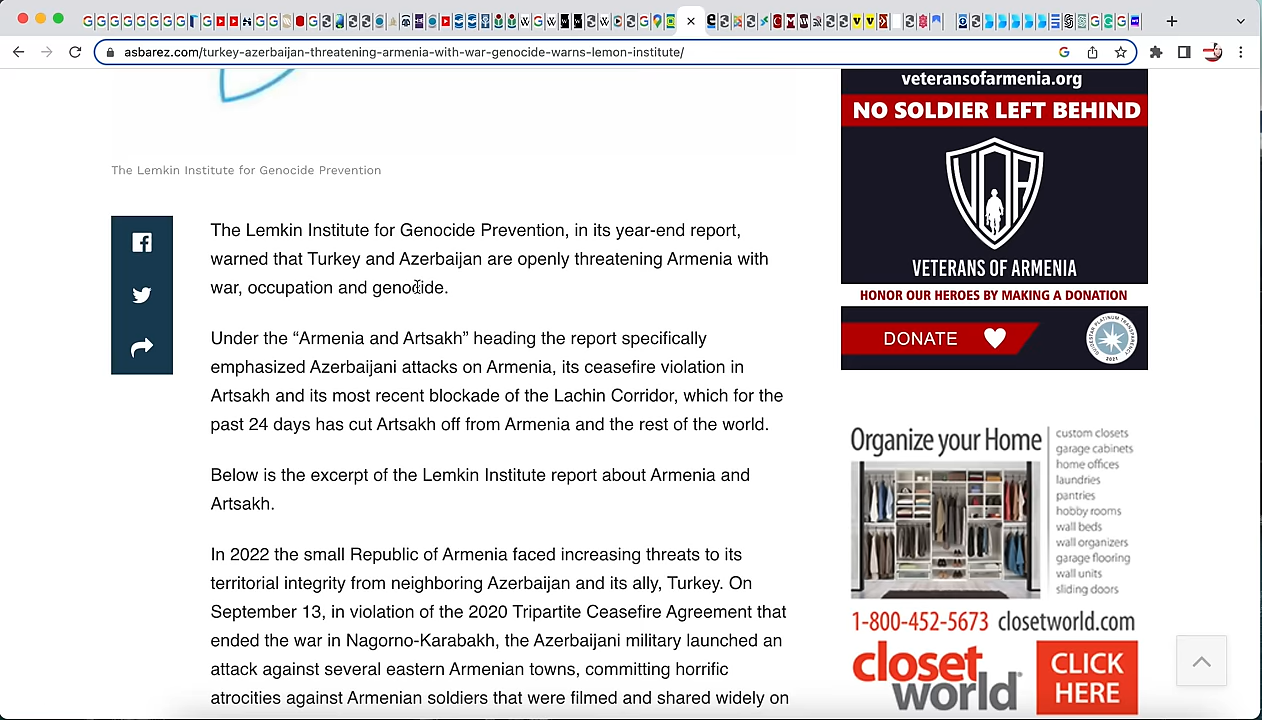 asbarez.com/turkey-azerbaijan-threatening-armenia-with-war-genocide-warns-lemon-institute/
The Lemkin Institute for Genocide Prevention
The Lemkin Institute for Genocide Prevention, in its year-end report,
warned that Turkey and Azerbaijan are openly threatening Armenia with
war, occupation and genocide.
Under the “Armenia and Artsakh” heading the report specifically
emphasized Azerbaijani attacks on Armenia, its ceasefire violation in
Artsakh and its most recent blockade of the Lachin Corridor, which for the
past 24 days has cut Artsakh off from Armenia and the rest of the world.
Below is the excerpt of the Lemkin Institute report about Armenia and
Artsakh.
In 2022 the small Republic of Armenia faced increasing threats to its
territorial integrity from neighboring Azerbaijan and its ally, Turkey. On
September 13, in violation of the 2020 Tripartite Ceasefire Agreement that
ended the war in Nagorno-Karabakh, the Azerbaijani military launched an
attack against several eastern Armenian towns, committing horrific
atrocities against Armenian soldiers that were filmed and shared widely on
veteransofarmenia.org
NO SOLDIER LEFT BEHIND
VOA
VETERANS OF ARMENIA
HONOR OUR HEROES BY MAKING A DONATION
DONATE
2021
Organize your Home
custom closets
garage cabinets
home offices
laundries
pantries
hobby rooms
wall beds
wall organizers
garage flooring
wall units
sliding doors
1-800-452-5673 closetworld.com
closet
world
CLICK
HERE